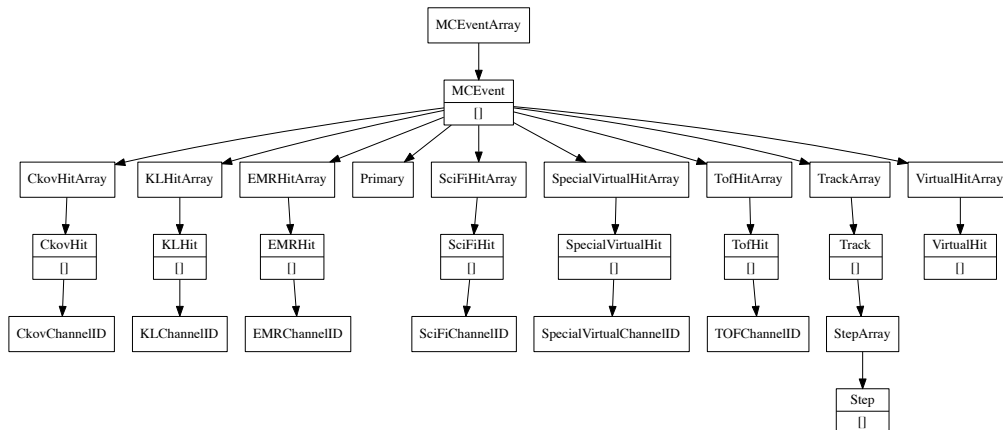 MCEventArray
MCEvent
[]
CkovHitArray
KLHitArray
EMRHitArray
Primary
SciFiHitArray
SpecialVirtualHitArray
TofHitArray
TrackArray
VirtualHitArray
CkovHit
[]
KLHit
[]
EMRHit
[]
SciFiHit
[]
SpecialVirtualHit
[]
TofHit
[]
Track
[]
VirtualHit
[]
CkovChannelID
KLChannelID
EMRChannelID
SciFiChannelID
SpecialVirtualChannelID
TOFChannelID
StepArray
Step
[]